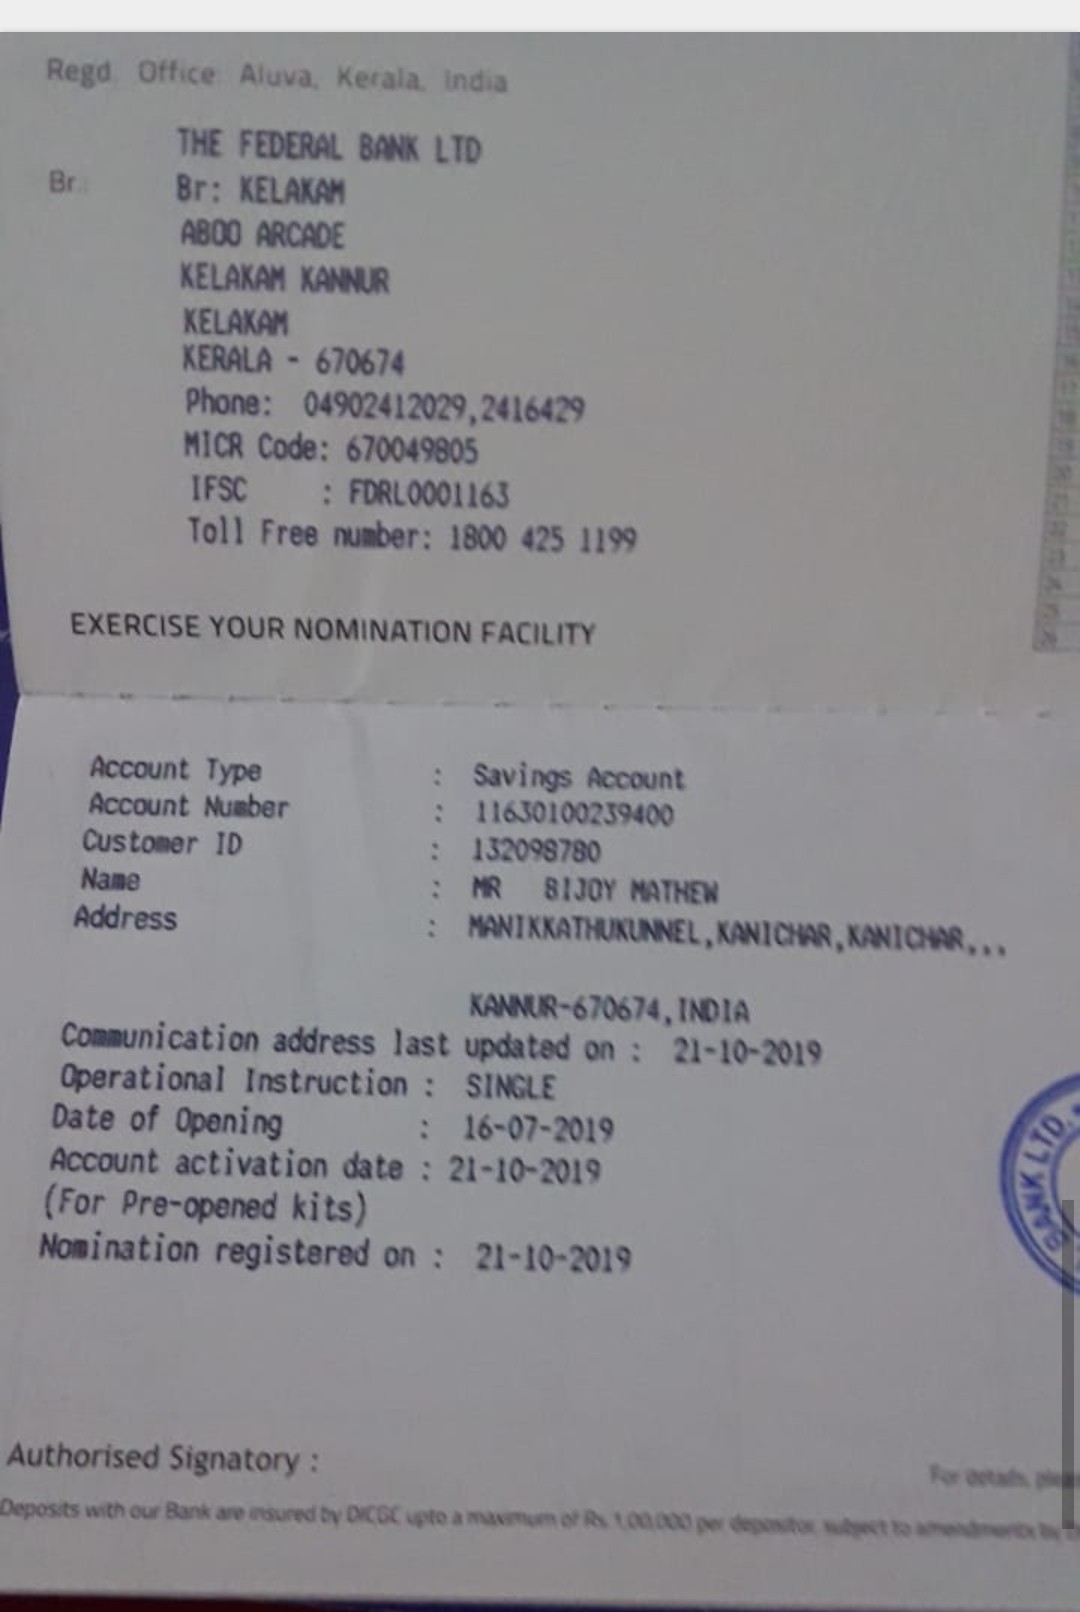 Regd. Office: Aluva, Kerala, India
THE FEDERAL BANK LTD
Br.: Br: KELAKAM
ABOO ARCADE
KELAKAM KANNUR
KELAKAM
KERALA - 670674
Phone: 04902412029,2416429
MICR Code: 670049805
IFSC : FDRL0001163
Toll Free number: 1800 425 1199
EXERCISE YOUR NOMINATION FACILITY
Account Type : Savings Account
Account Number : 11630100239400
Customer ID : 132098780
Name : MR BIJOY MATHEW
Address : MANIKKATHUKUNNEL,KANICHAR,KANICHAR,,,
KANNUR-670674,INDIA
Communication address last updated on : 21-10-2019
Operational Instruction : SINGLE
Date of Opening : 16-07-2019
Account activation date : 21-10-2019
(For Pre-opened kits)
Nomination registered on : 21-10-2019
BANK LTD.
Authorised Signatory :
For details, plea
Deposits with our Bank are insured by DICGC upto a maximum of Rs. 1,00,000 per depositor, subject to amendments by